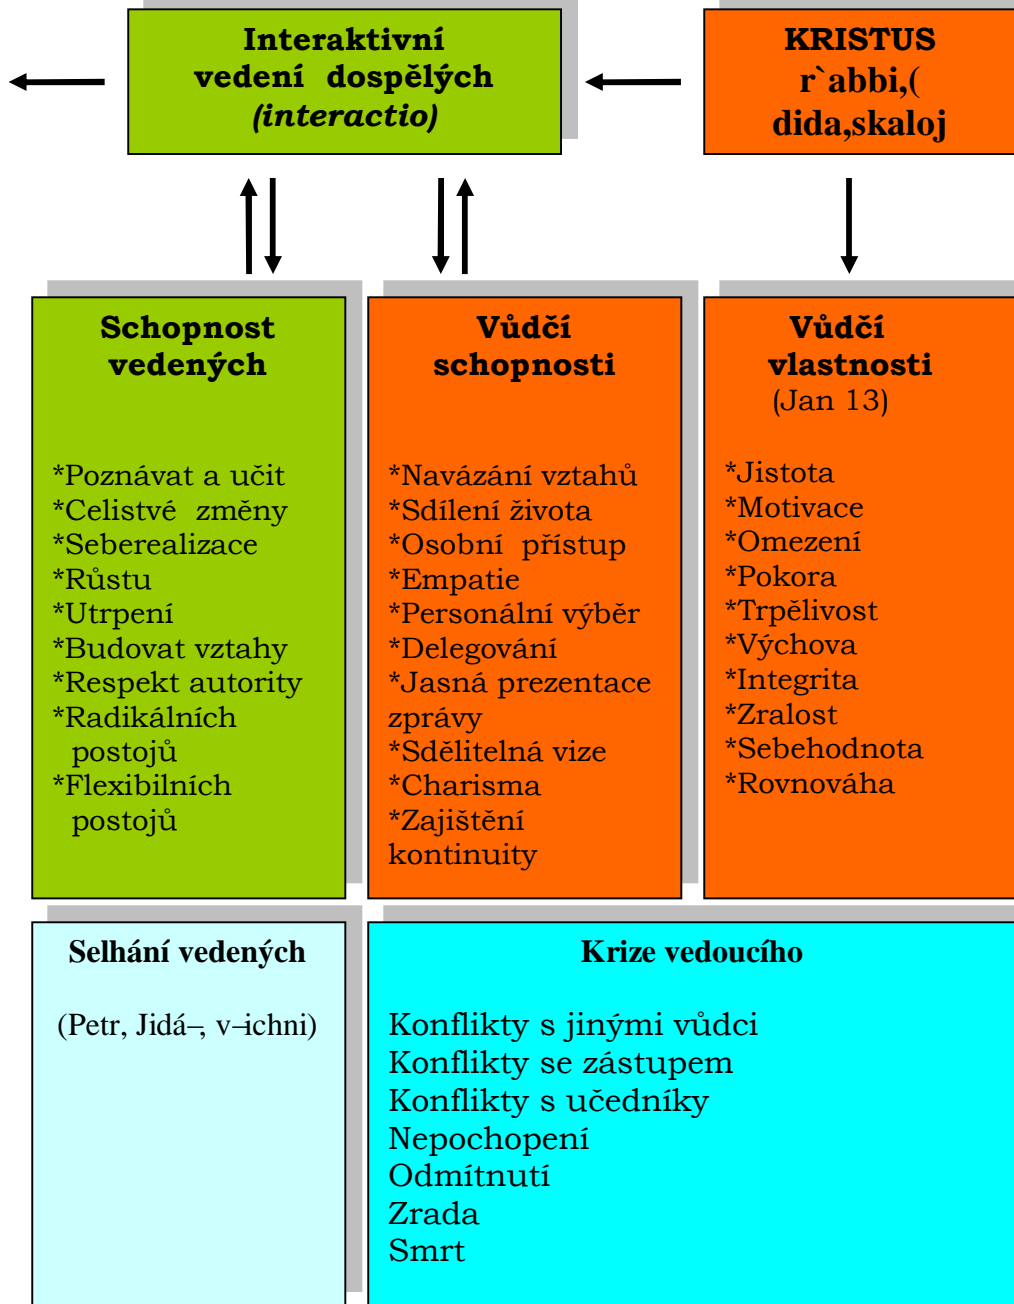 Interaktivní
vedení dospělých
(interactio)
KRISTUS
r`abbi,(
dida,skaloj
Schopnost
vedených
*Poznávat a učit
*Celistvé změny
*Seberealizace
*Růstu
*Utrpení
*Budovat vztahy
*Respekt autority
*Radikálních
postojů
*Flexibilních
postojů
Vůdčí
schopnosti
*Navázání vztahů
*Sdílení života
*Osobní přístup
*Empatie
*Personální výběr
*Delegování
*Jasná prezentace
zprávy
*Sdělitelná vize
*Charisma
*Zajištění
kontinuity
Vůdčí
vlastnosti
(Jan 13)
*Jistota
*Motivace
*Omezení
*Pokora
*Trpělivost
*Výchova
*Integrita
*Zralost
*Sebehodnota
*Rovnováha
Selhání vedených
(Petr, Jidá–, v–ichni)
Krize vedoucího
Konflikty s jinými vůdci
Konflikty se zástupem
Konflikty s učedníky
Nepochopení
Odmítnutí
Zrada
Smrt